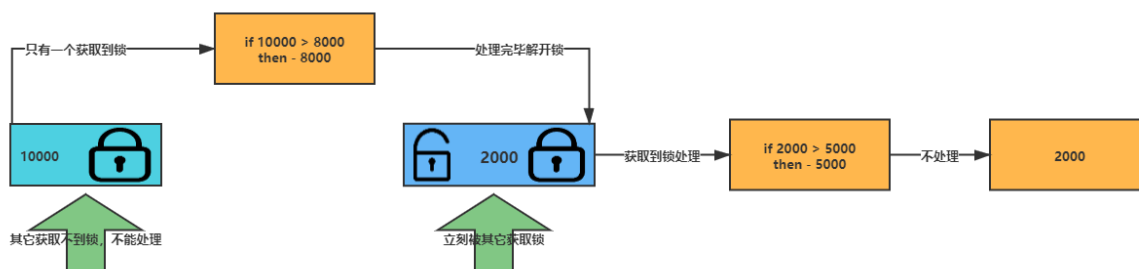 只有一个获取到锁
if 10000 > 8000
then - 8000
处理完毕解开锁
10000
2000
获取到锁处理
if 2000 > 5000
then - 5000
不处理
2000
其它获取不到锁，不能处理
立刻被其它获取锁